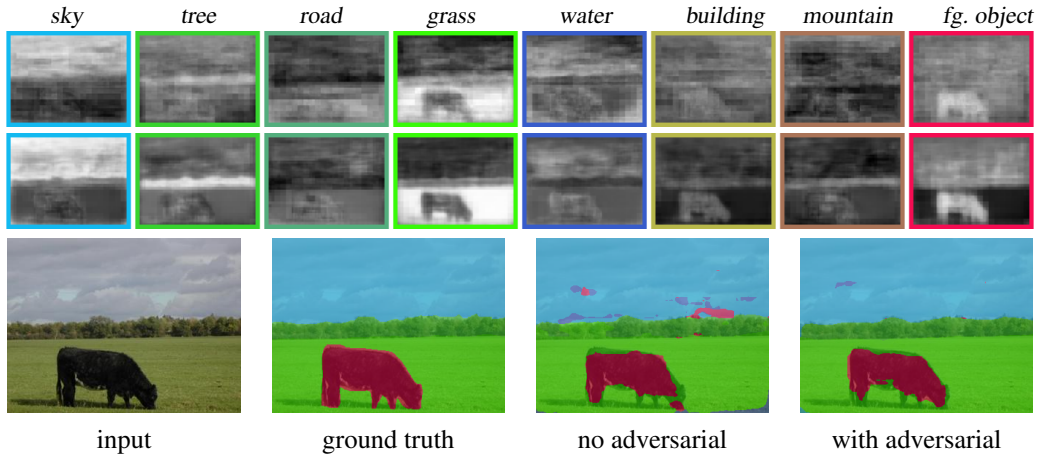 sky tree road grass water building mountain fg. object
input ground truth no adversarial with adversarial